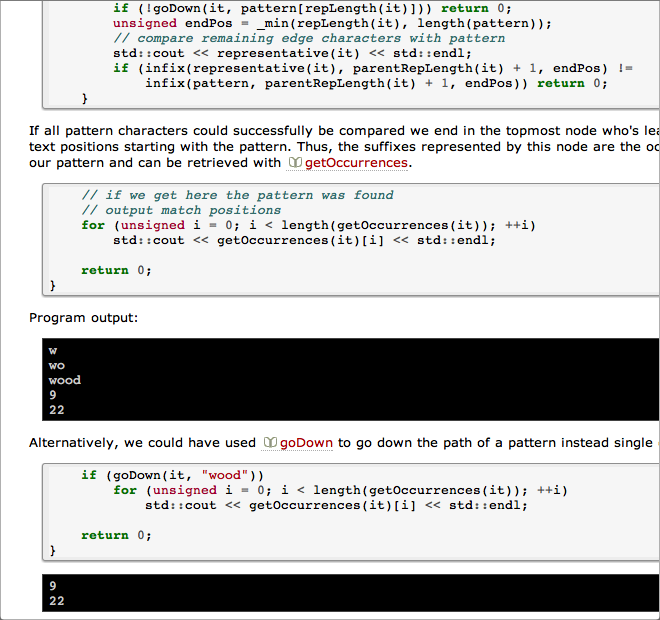 if (!goDown(it, pattern[repLength(it)])) return 0;
unsigned endPos = _min(repLength(it), length(pattern));
// compare remaining edge characters with pattern
std::cout << representative(it) << std::endl;
if (infix(representative(it), parentRepLength(it) + 1, endPos) !=
infix(pattern, parentRepLength(it) + 1, endPos)) return 0;
}
If all pattern characters could successfully be compared we end in the topmost node who's lea
text positions starting with the pattern. Thus, the suffixes represented by this node are the oc
our pattern and can be retrieved with getOccurrences.
// if we get here the pattern was found
// output match positions
for (unsigned i = 0; i < length(getOccurrences(it)); ++i)
std::cout << getOccurrences(it)[i] << std::endl;
return 0;
}
Program output:
w
wo
wood
9
22
Alternatively, we could have used goDown to go down the path of a pattern instead single
if (goDown(it, "wood"))
for (unsigned i = 0; i < length(getOccurrences(it)); ++i)
std::cout << getOccurrences(it)[i] << std::endl;
return 0;
}
9
22